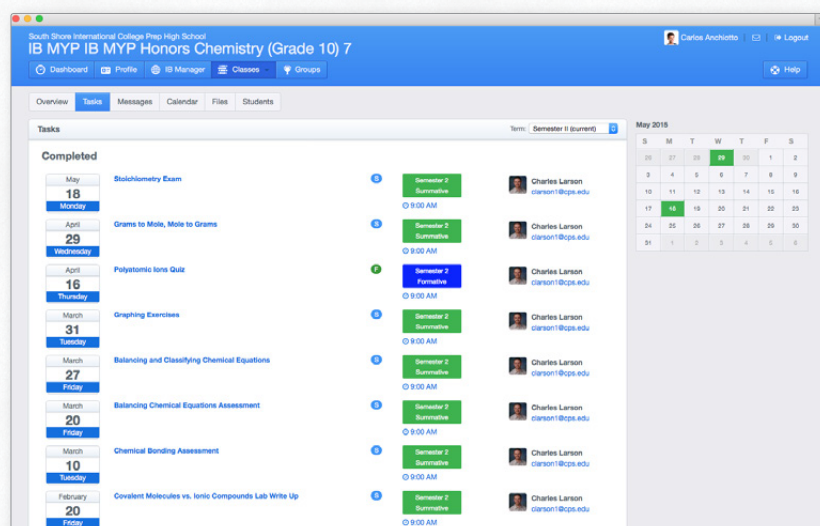 South Shore International College Prep High School
IB MYP IB MYP Honors Chemistry (Grade 10) 7
Carlos Anchiotto
Logout
Dashboard
Profile
IB Manager
Classes
Groups
Help
Overview
Tasks
Messages
Calendar
Files
Students
Tasks
Term: Semester II (current)
Completed
May
18
Monday
Stoichiometry Exam
S
Semester 2
Summative
9:00 AM
Charles Larson
clarson1@cps.edu
April
29
Wednesday
Grams to Mole, Mole to Grams
S
Semester 2
Summative
9:00 AM
Charles Larson
clarson1@cps.edu
April
16
Thursday
Polyatomic Ions Quiz
F
Semester 2
Formative
9:00 AM
Charles Larson
clarson1@cps.edu
March
31
Tuesday
Graphing Exercises
S
Semester 2
Summative
9:00 AM
Charles Larson
clarson1@cps.edu
March
27
Friday
Balancing and Classifying Chemical Equations
S
Semester 2
Summative
9:00 AM
Charles Larson
clarson1@cps.edu
March
20
Friday
Balancing Chemical Equations Assessment
S
Semester 2
Summative
9:00 AM
Charles Larson
clarson1@cps.edu
March
10
Tuesday
Chemical Bonding Assessment
S
Semester 2
Summative
9:00 AM
Charles Larson
clarson1@cps.edu
February
20
Friday
Covalent Molecules vs. Ionic Compounds Lab Write Up
S
Semester 2
Summative
9:00 AM
Charles Larson
clarson1@cps.edu
May 2015
S M T W T F S
26 27 28 29 30 1 2
3 4 5 6 7 8 9
10 11 12 13 14 15 16
17 18 19 20 21 22 23
24 25 26 27 28 29 30
31 1 2 3 4 5 6